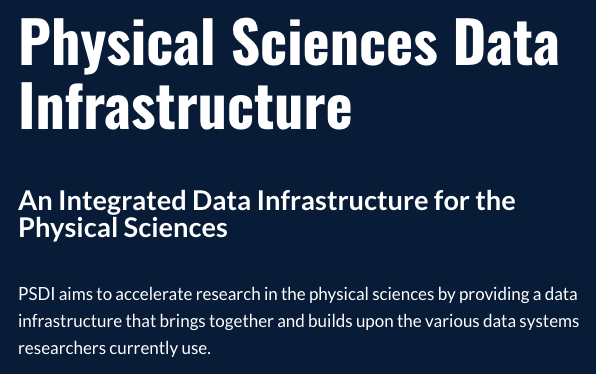 Physical Sciences Data
Infrastructure
An Integrated Data Infrastructure for the
Physical Sciences
PSDI aims to accelerate research in the physical sciences by providing a data
infrastructure that brings together and builds upon the various data systems
researchers currently use.